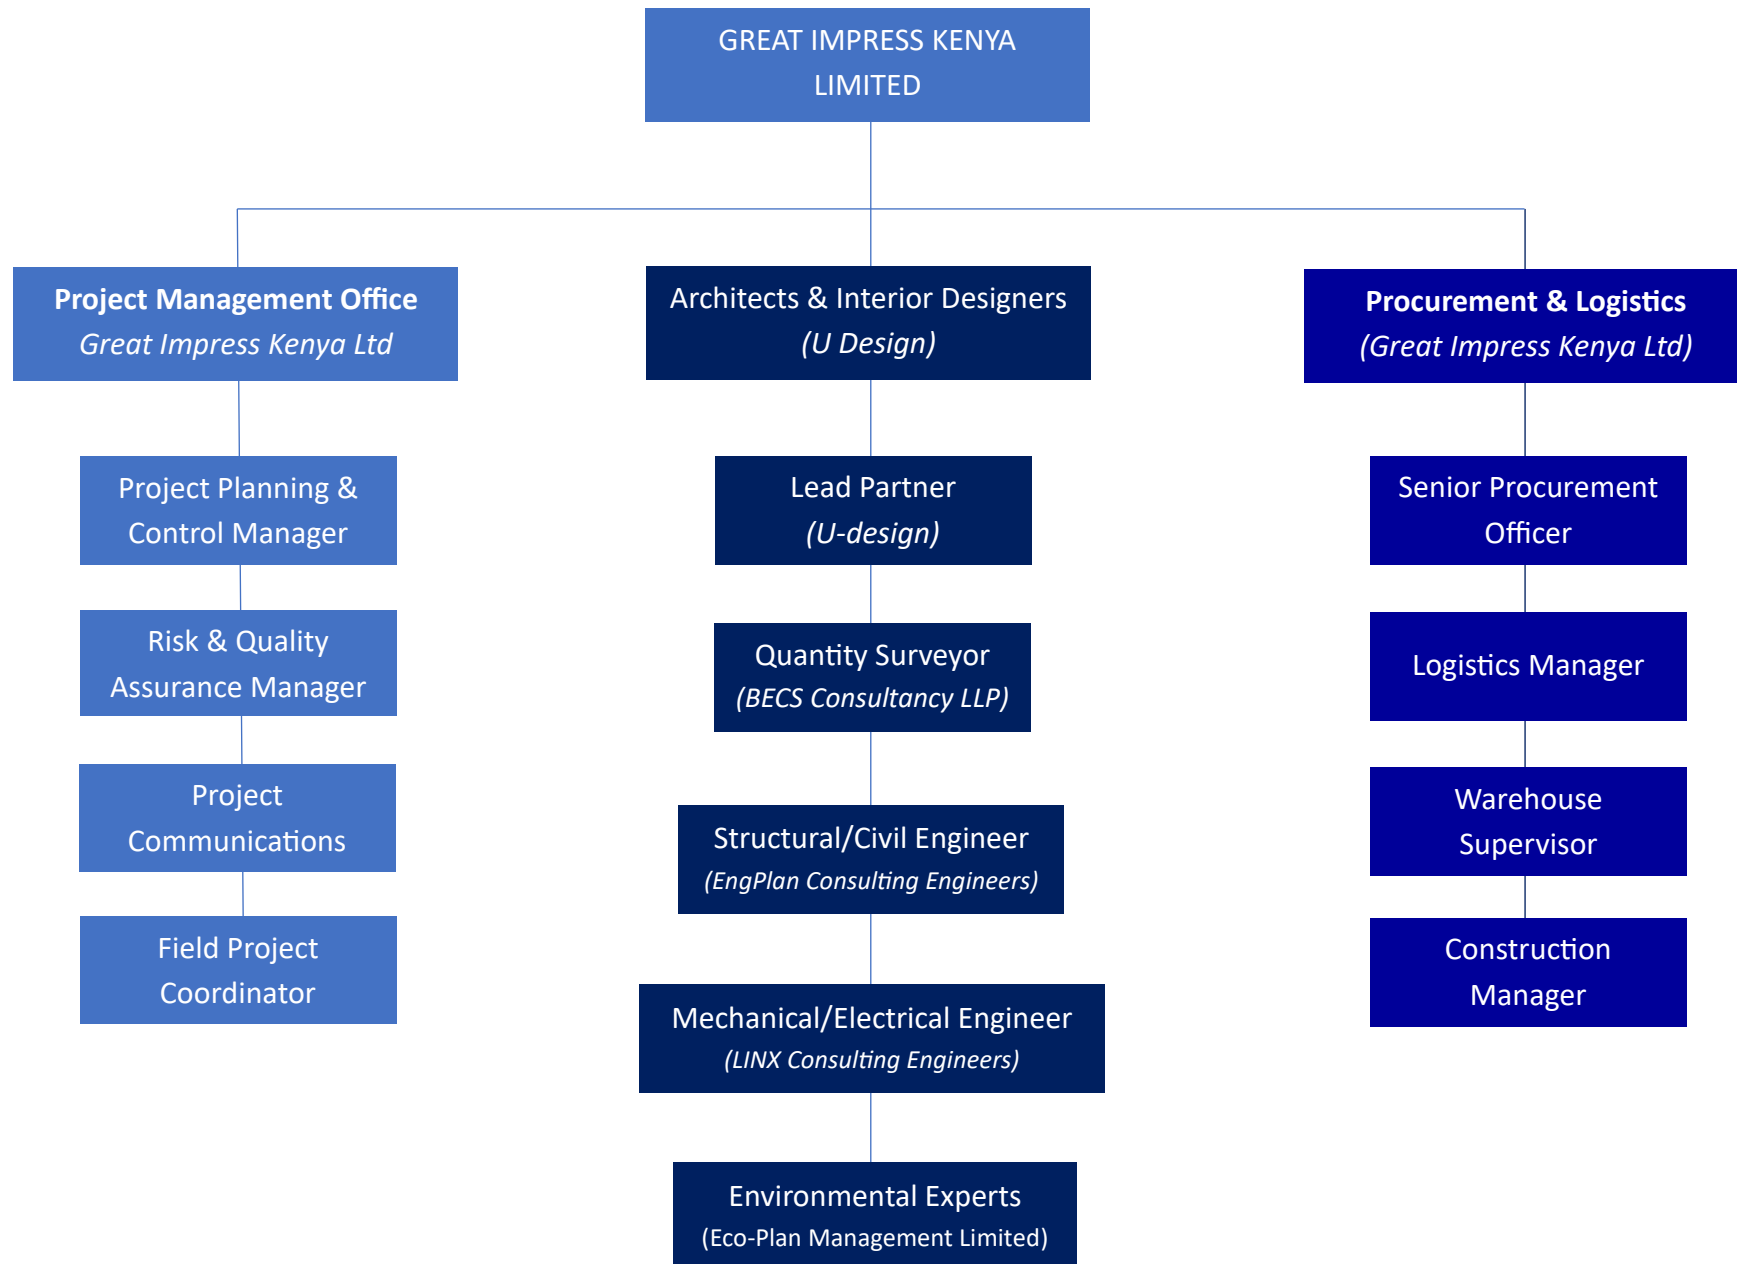 GREAT IMPRESS KENYA
LIMITED
Project Management Office
Great Impress Kenya Ltd
Architects & Interior Designers
(U Design)
Procurement & Logistics
(Great Impress Kenya Ltd)
Project Planning &
Control Manager
Risk & Quality
Assurance Manager
Project
Communications
Field Project
Coordinator
Lead Partner
(U-design)
Quantity Surveyor
(BECS Consultancy LLP)
Structural/Civil Engineer
(EngPlan Consulting Engineers)
Mechanical/Electrical Engineer
(LINX Consulting Engineers)
Environmental Experts
(Eco-Plan Management Limited)
Senior Procurement
Officer
Logistics Manager
Warehouse
Supervisor
Construction
Manager